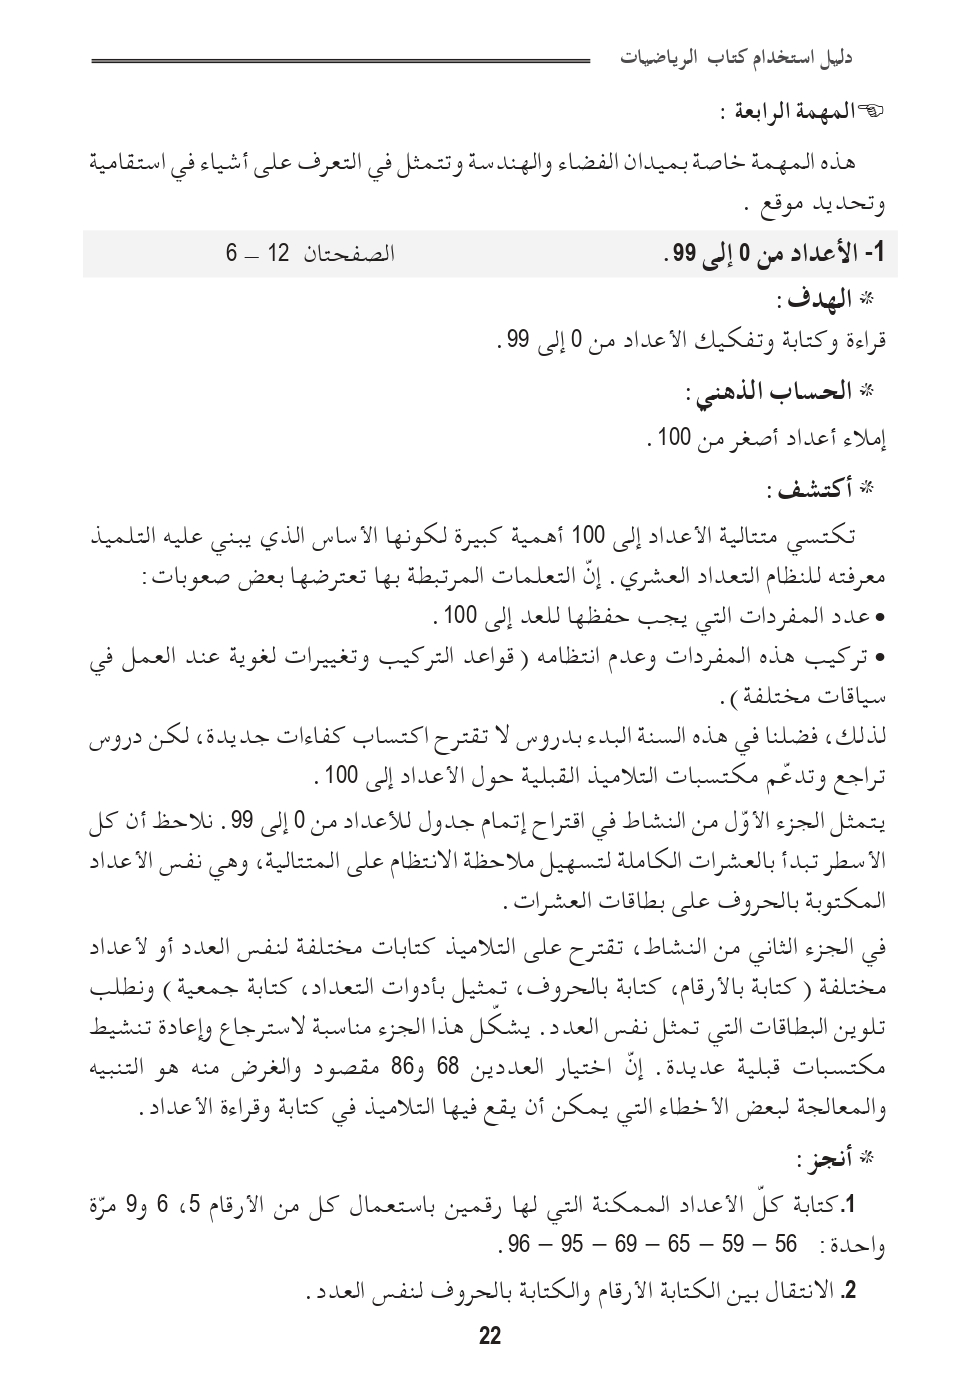 دليل استخدام كتاب الرياضيات
☜المهمة الرابعة :
هذه المهمة خاصة بميدان الفضاء والهندسة وتتمثل في التعرف على أشياء في استقامية
وتحديد موقع .
1- الأعداد من 0 إلى 99. الصفحتان 12 – 6
* الهدف :
قراءة وكتابة وتفكيك الأعداد من 0 إلى 99 .
* الحساب الذهني :
إملاء أعداد أصغر من 100 .
* أكتشف :
تكتسي متتالية الأعداد إلى 100 أهمية كبيرة لكونها الأساس الذي يبني عليه التلميذ
معرفته للنظام التعداد العشري. إنّ التعلمات المرتبطة بها تعترضها بعض صعوبات :
• عدد المفردات التي يجب حفظها للعد إلى 100 .
• تركيب هذه المفردات وعدم انتظامه ( قواعد التركيب وتغييرات لغوية عند العمل في
سياقات مختلفة ) .
لذلك، فضلنا في هذه السنة البدء بدروس لا تقترح اكتساب كفاءات جديدة، لكن دروس
تراجع وتدعّم مكتسبات التلاميذ القبلية حول الأعداد إلى 100 .
يتمثل الجزء الأوّل من النشاط في اقتراح إتمام جدول للأعداد من 0 إلى 99 . نلاحظ أن كل
الأسطر تبدأ بالعشرات الكاملة لتسهيل ملاحظة الانتظام على المتتالية، وهي نفس الأعداد
المكتوبة بالحروف على بطاقات العشرات .
في الجزء الثاني من النشاط، تقترح على التلاميذ كتابات مختلفة لنفس العدد أو لأعداد
مختلفة ( كتابة بالأرقام، كتابة بالحروف، تمثيل بأدوات التعداد، كتابة جمعية ) ونطلب
تلوين البطاقات التي تمثل نفس العدد. يشكّل هذا الجزء مناسبة لاسترجاع وإعادة تنشيط
مكتسبات قبلية عديدة. إنّ اختيار العددين 68 و86 مقصود والغرض منه هو التنبيه
والمعالجة لبعض الأخطاء التي يمكن أن يقع فيها التلاميذ في كتابة وقراءة الأعداد.
* أنجز :
1.كتابة كلّ الأعداد الممكنة التي لها رقمين باستعمال كل من الأرقام 5، 6 و9 مرّة
واحدة : 56 – 59 – 65 – 69 – 95 – 96 .
2. الانتقال بين الكتابة الأرقام والكتابة بالحروف لنفس العدد .
22